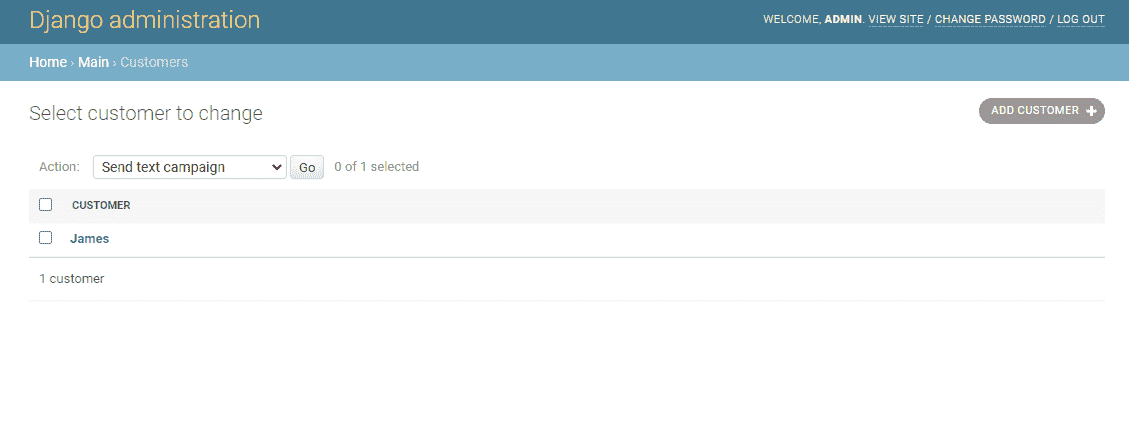 Django administration
WELCOME, ADMIN. VIEW SITE / CHANGE PASSWORD / LOG OUT
Home › Main › Customers
Select customer to change
ADD CUSTOMER +
Action: Send text campaign Go 0 of 1 selected
CUSTOMER
James
1 customer